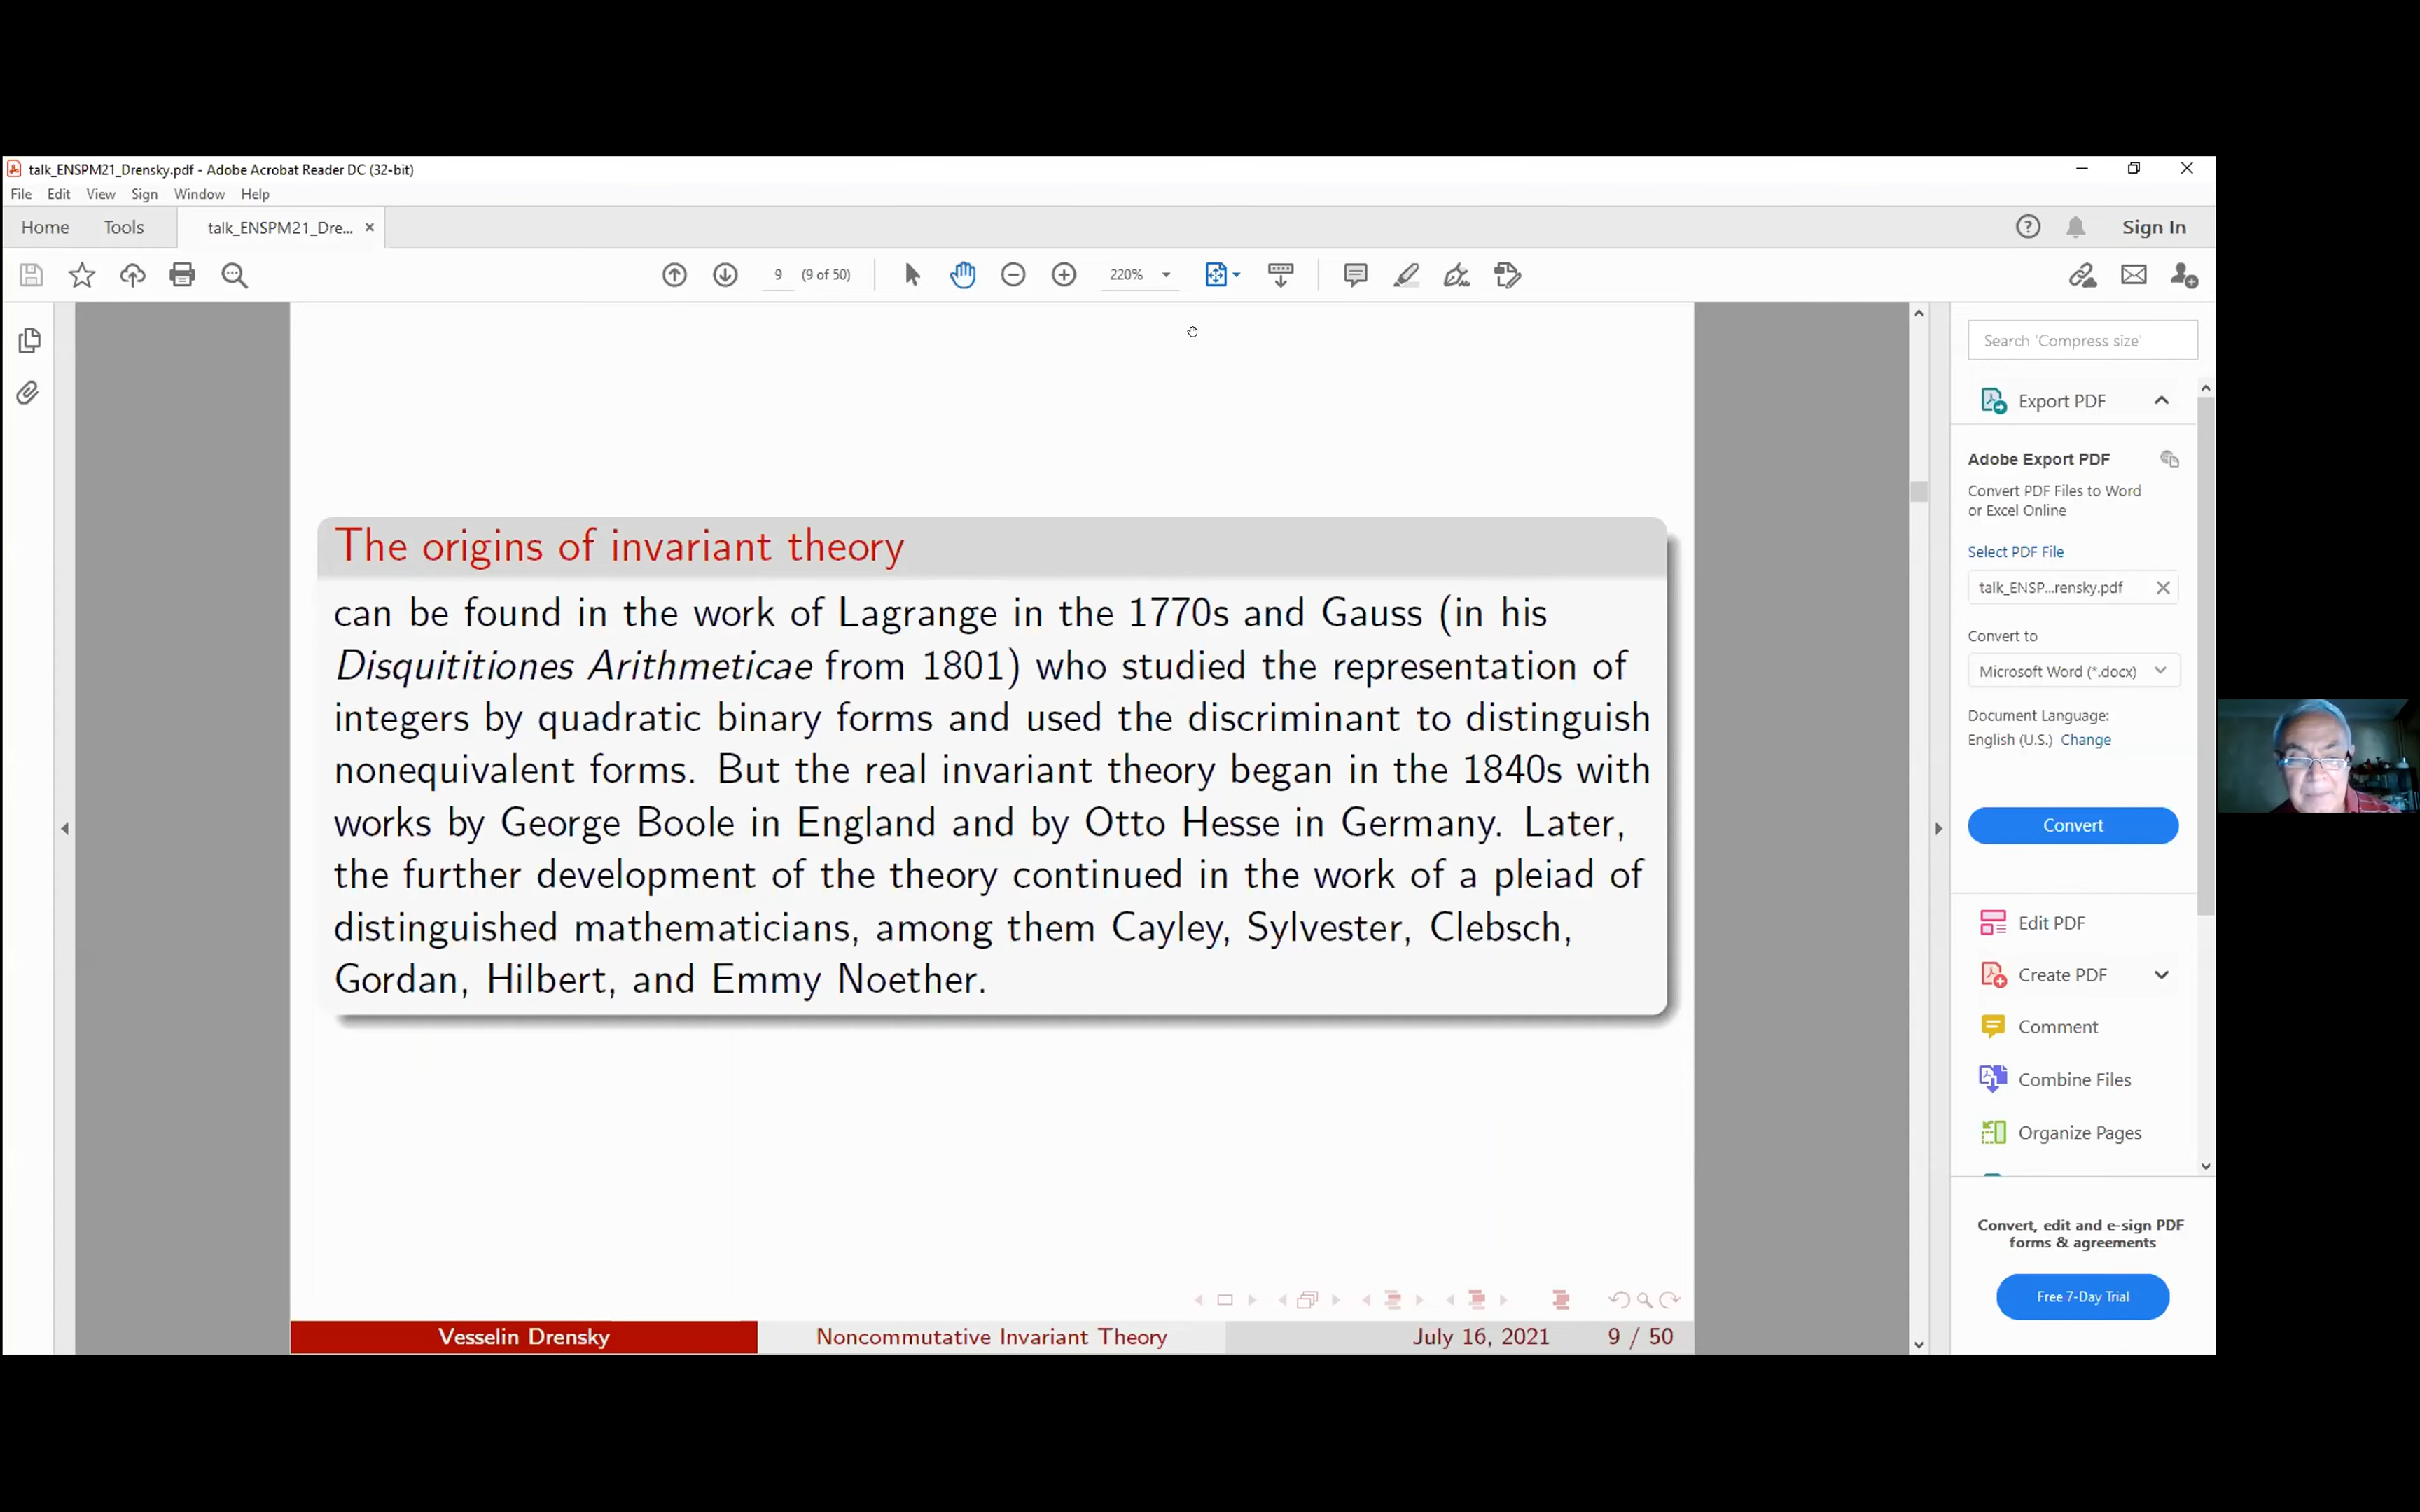 talk_ENSPM21_Drensky.pdf - Adobe Acrobat Reader DC (32-bit)
File Edit View Sign Window Help
Home Tools talk_ENSPM21_Dre... Sign In
9 (9 of 50) 220%
The origins of invariant theory
can be found in the work of Lagrange in the 1770s and Gauss (in his
Disquititiones Arithmeticae from 1801) who studied the representation of
integers by quadratic binary forms and used the discriminant to distinguish
nonequivalent forms. But the real invariant theory began in the 1840s with
works by George Boole in England and by Otto Hesse in Germany. Later,
the further development of the theory continued in the work of a pleiad of
distinguished mathematicians, among them Cayley, Sylvester, Clebsch,
Gordan, Hilbert, and Emmy Noether.
Vesselin Drensky Noncommutative Invariant Theory July 16, 2021 9 / 50
Search 'Compress size'
Export PDF
Adobe Export PDF
Convert PDF Files to Word
or Excel Online
Select PDF File
talk_ENSP...rensky.pdf
Convert to
Microsoft Word (*.docx)
Document Language:
English (U.S.) Change
Convert
Edit PDF
Create PDF
Comment
Combine Files
Organize Pages
Convert, edit and e-sign PDF
forms & agreements
Free 7-Day Trial